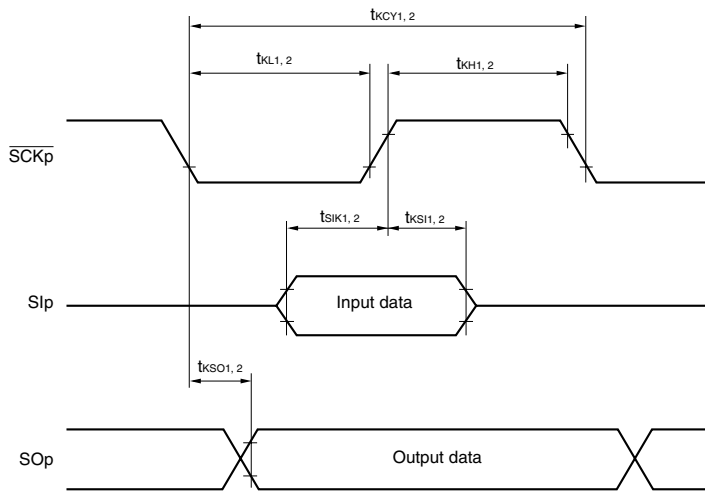 tKCY1, 2
tKL1, 2
tKH1, 2
SCKp
tSIK1, 2
tKSI1, 2
SIp
Input data
tKSO1, 2
SOp
Output data